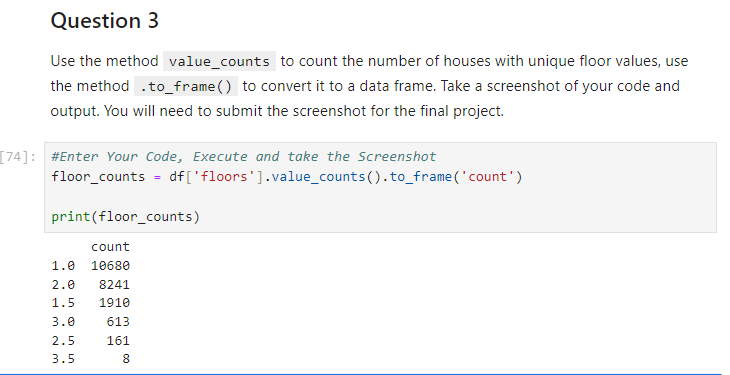 Question 3
Use the method value_counts to count the number of houses with unique floor values, use
the method .to_frame() to convert it to a data frame. Take a screenshot of your code and
output. You will need to submit the screenshot for the final project.
[74]: #Enter Your Code, Execute and take the Screenshot
floor_counts = df['floors'].value_counts().to_frame('count')
print(floor_counts)
count
1.0 10680
2.0 8241
1.5 1910
3.0 613
2.5 161
3.5 8